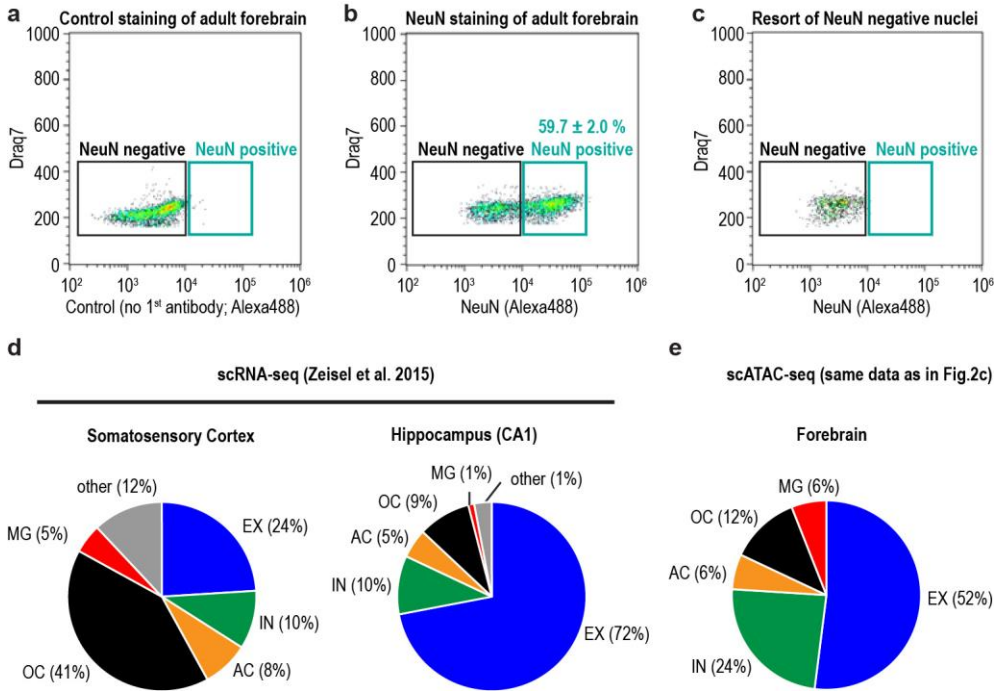 a
Control staining of adult forebrain
1000
800
600
400
200
0
Draq7
NeuN negative
NeuN positive
10² 10³ 10⁴ 10⁵ 10⁶
Control (no 1st antibody; Alexa488)
b
NeuN staining of adult forebrain
1000
800
600
400
200
0
Draq7
59.7 ± 2.0 %
NeuN negative
NeuN positive
10² 10³ 10⁴ 10⁵ 10⁶
NeuN (Alexa488)
c
Resort of NeuN negative nuclei
1000
800
600
400
200
0
Draq7
NeuN negative
NeuN positive
10² 10³ 10⁴ 10⁵ 10⁶
NeuN (Alexa488)
d
scRNA-seq (Zeisel et al. 2015)
Somatosensory Cortex
other (12%)
MG (5%)
EX (24%)
IN (10%)
AC (8%)
OC (41%)
Hippocampus (CA1)
MG (1%)
other (1%)
OC (9%)
AC (5%)
IN (10%)
EX (72%)
e
scATAC-seq (same data as in Fig.2c)
Forebrain
MG (6%)
OC (12%)
AC (6%)
EX (52%)
IN (24%)